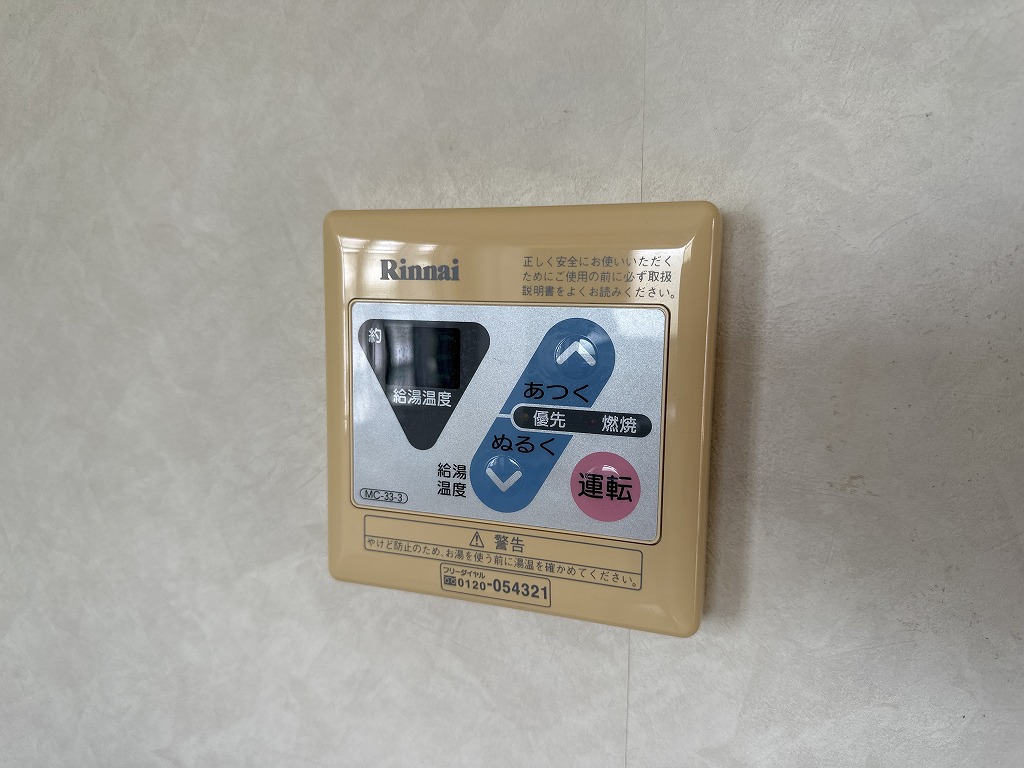 Rinnai
正しく安全にお使いいただく
ためにご使用の前に必ず取扱
説明書をよくお読みください。
約
給湯温度
あつく
優先 燃焼
ぬるく
給湯
温度
運転
MC-33-3
⚠ 警告
やけど防止のため、お湯を使う前に湯温を確かめてください。
フリーダイヤル
0120-054321